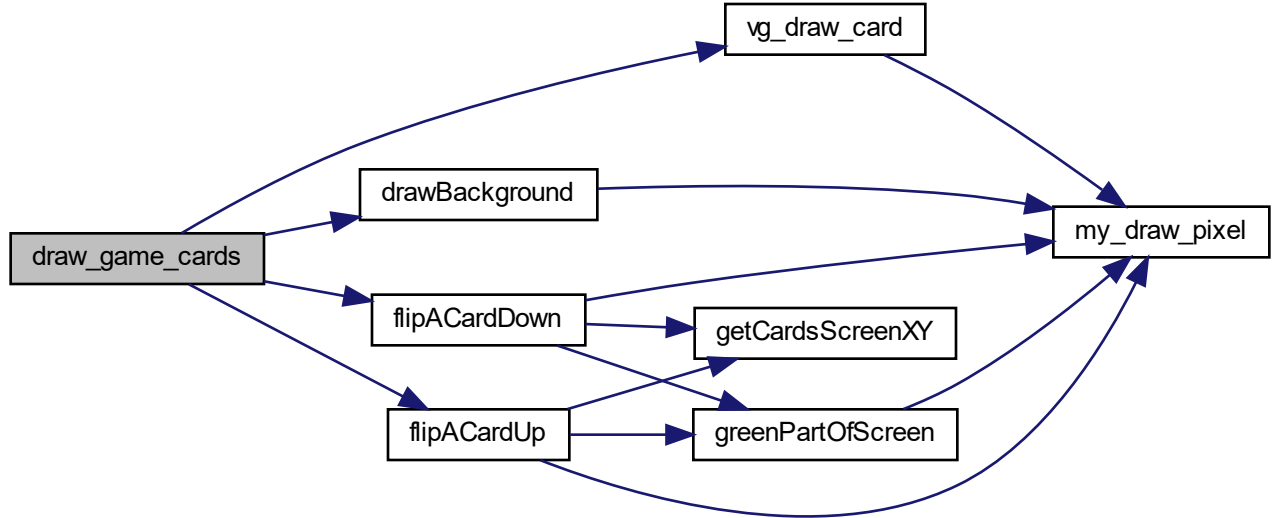 vg_draw_card
drawBackground
my_draw_pixel
draw_game_cards
flipACardDown
getCardsScreenXY
flipACardUp
greenPartOfScreen